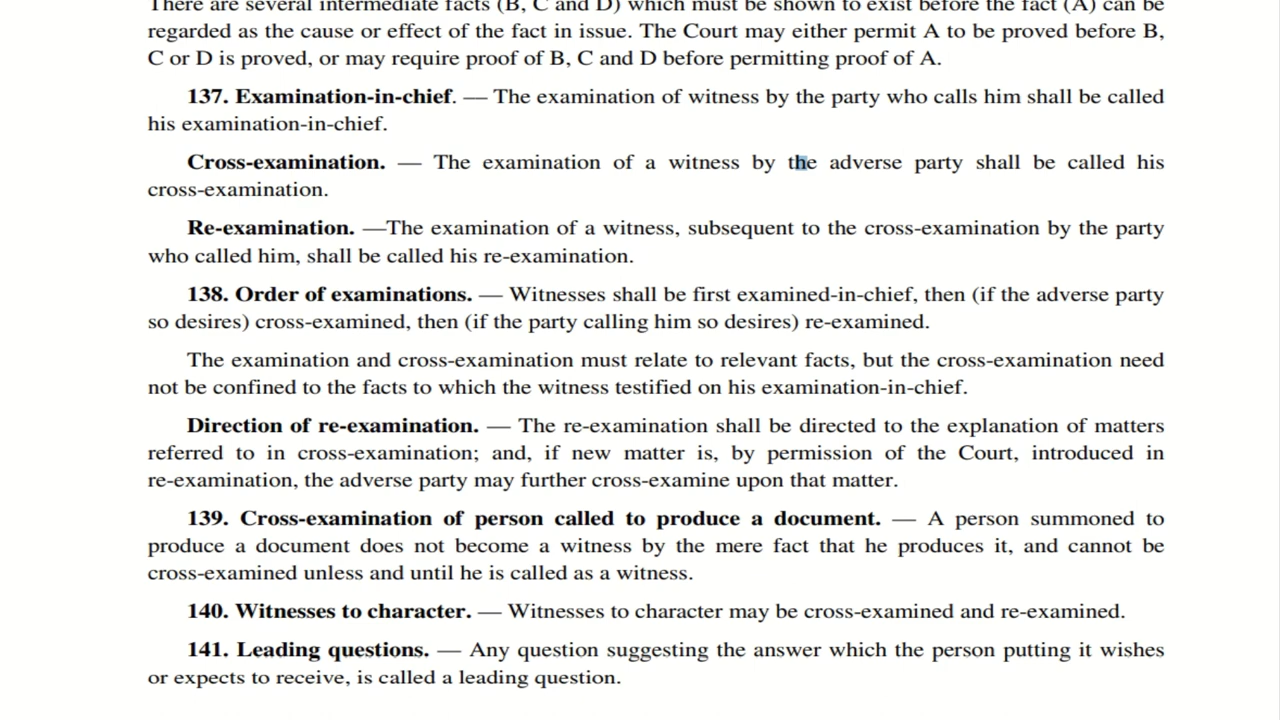 There are several intermediate facts (B, C and D) which must be shown to exist before the fact (A) can be
regarded as the cause or effect of the fact in issue. The Court may either permit A to be proved before B,
C or D is proved, or may require proof of B, C and D before permitting proof of A.
137. Examination-in-chief. — The examination of witness by the party who calls him shall be called
his examination-in-chief.
Cross-examination. — The examination of a witness by the adverse party shall be called his
cross-examination.
Re-examination. —The examination of a witness, subsequent to the cross-examination by the party
who called him, shall be called his re-examination.
138. Order of examinations. — Witnesses shall be first examined-in-chief, then (if the adverse party
so desires) cross-examined, then (if the party calling him so desires) re-examined.
The examination and cross-examination must relate to relevant facts, but the cross-examination need
not be confined to the facts to which the witness testified on his examination-in-chief.
Direction of re-examination. — The re-examination shall be directed to the explanation of matters
referred to in cross-examination; and, if new matter is, by permission of the Court, introduced in
re-examination, the adverse party may further cross-examine upon that matter.
139. Cross-examination of person called to produce a document. — A person summoned to
produce a document does not become a witness by the mere fact that he produces it, and cannot be
cross-examined unless and until he is called as a witness.
140. Witnesses to character. — Witnesses to character may be cross-examined and re-examined.
141. Leading questions. — Any question suggesting the answer which the person putting it wishes
or expects to receive, is called a leading question.